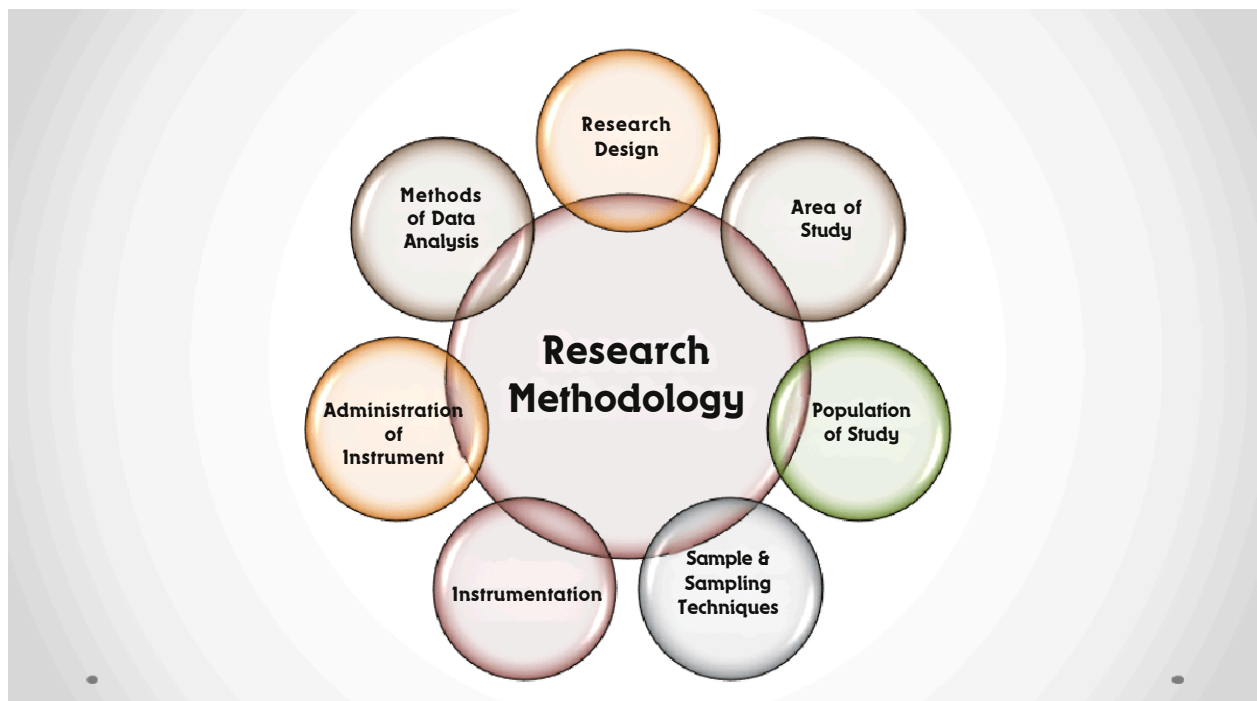 Research
Design
Area of
Study
Population
of Study
Sample &
Sampling
Techniques
Instrumentation
Administration
of
Instrument
Methods
of Data
Analysis
Research
Methodology